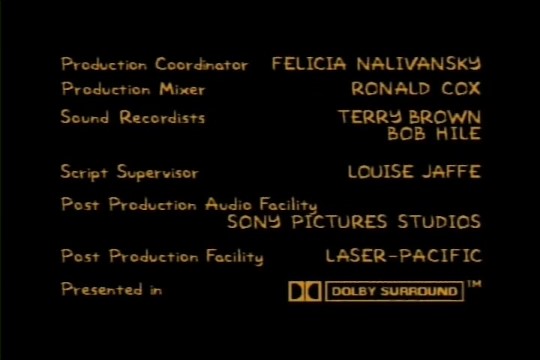 Production Coordinator FELICIA NALIVANSKY
Production Mixer RONALD COX
Sound Recordists TERRY BROWN
BOB HILE
Script Supervisor LOUISE JAFFE
Post Production Audio Facility
SONY PICTURES STUDIOS
Post Production Facility LASER-PACIFIC
Presented in DOLBY SURROUND™